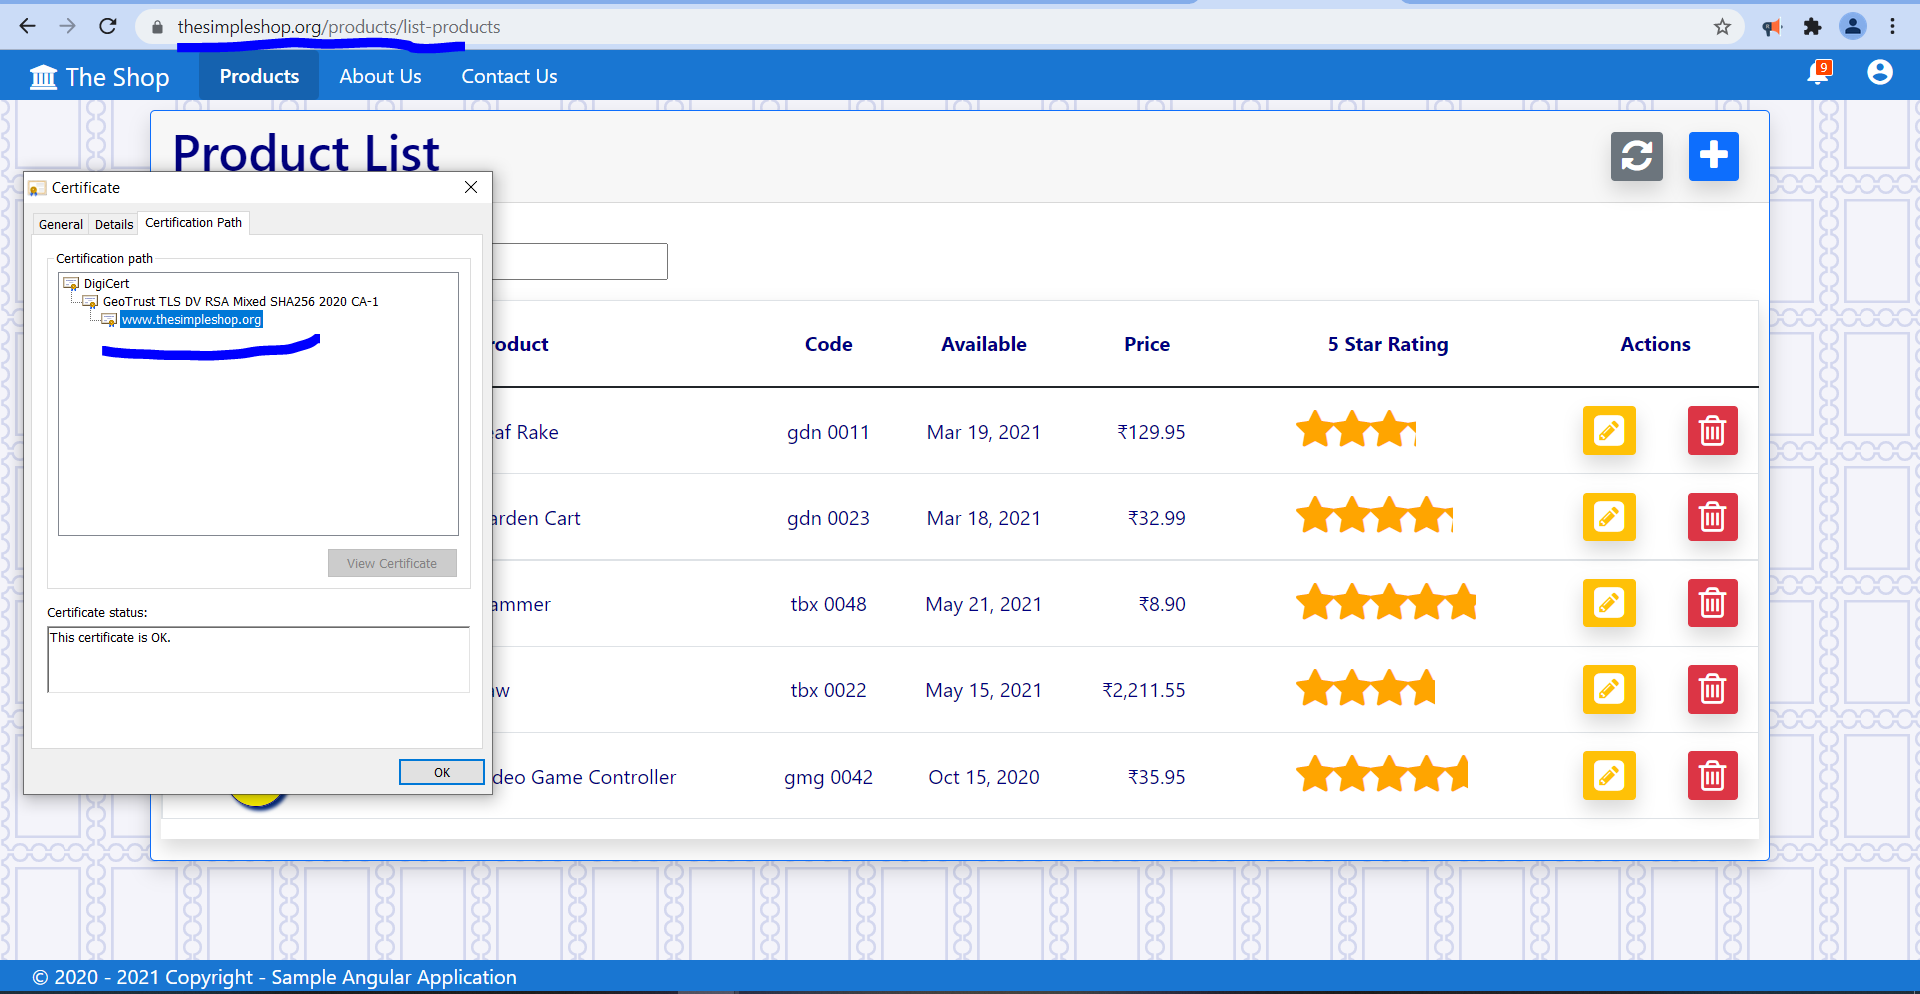 thesimpleshop.org/products/list-products
The Shop
Products
About Us
Contact Us
9
Product List
Certificate
General
Details
Certification Path
Certification path
DigiCert
GeoTrust TLS DV RSA Mixed SHA256 2020 CA-1
www.thesimpleshop.org
View Certificate
Certificate status:
This certificate is OK.
OK
roduct Code Available Price 5 Star Rating Actions
eaf Rake gdn 0011 Mar 19, 2021 ₹129.95
arden Cart gdn 0023 Mar 18, 2021 ₹32.99
ammer tbx 0048 May 21, 2021 ₹8.90
aw tbx 0022 May 15, 2021 ₹2,211.55
deo Game Controller gmg 0042 Oct 15, 2020 ₹35.95
© 2020 - 2021 Copyright - Sample Angular Application